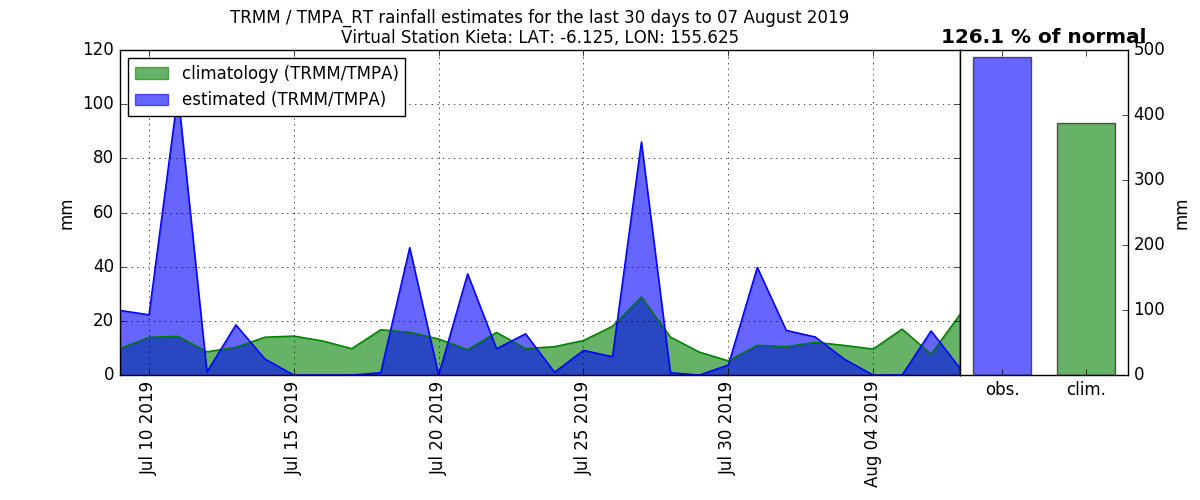 TRMM / TMPA_RT rainfall estimates for the last 30 days to 07 August 2019
Virtual Station Kieta: LAT: -6.125, LON: 155.625
126.1 % of normal
climatology (TRMM/TMPA)
estimated (TRMM/TMPA)
120
100
80
60
40
20
0
mm
Jul 10 2019
Jul 15 2019
Jul 20 2019
Jul 25 2019
Jul 30 2019
Aug 04 2019
obs.
clim.
500
400
300
200
100
0
mm